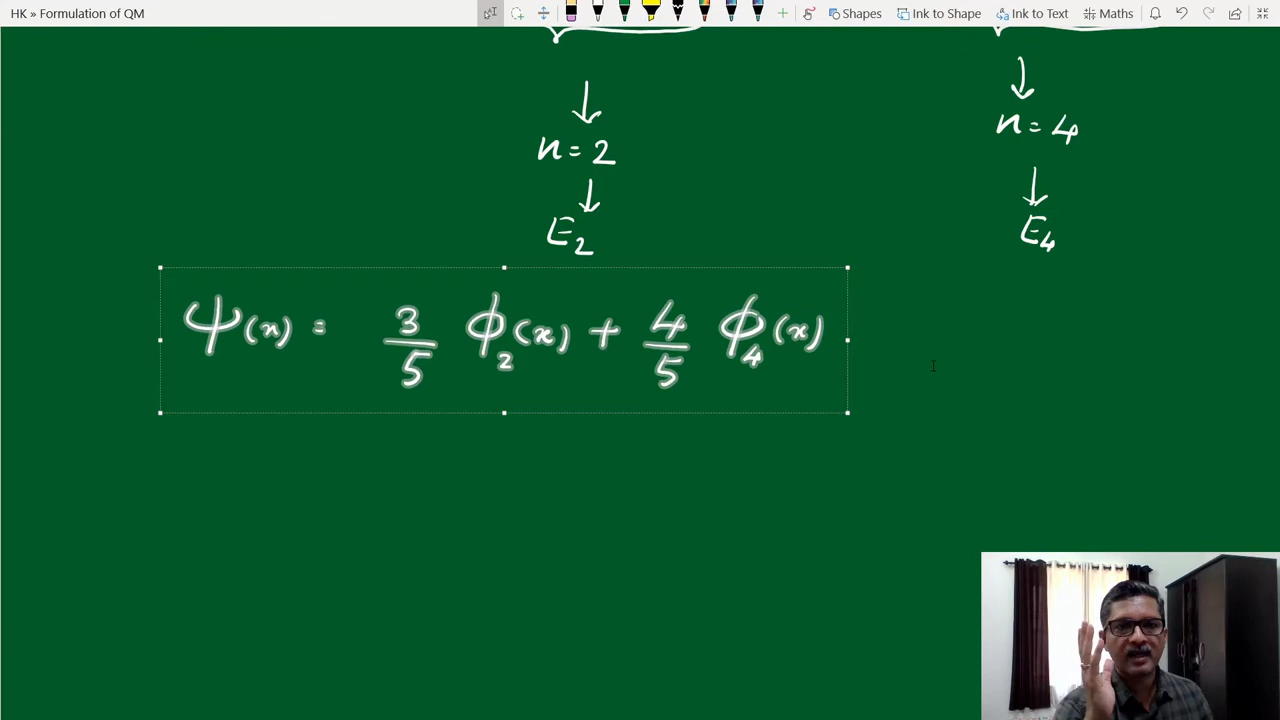 HK » Formulation of QM
Shapes Ink to Shape Ink to Text Maths
n = 2
n = 4
E₂
E₄
ψ(x) = 3/5 ϕ₂(x) + 4/5 ϕ₄(x)